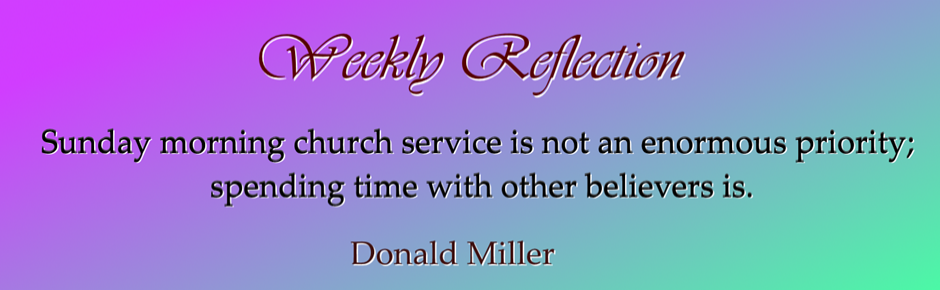 Weekly Reflection
Sunday morning church service is not an enormous priority;
spending time with other believers is.
Donald Miller